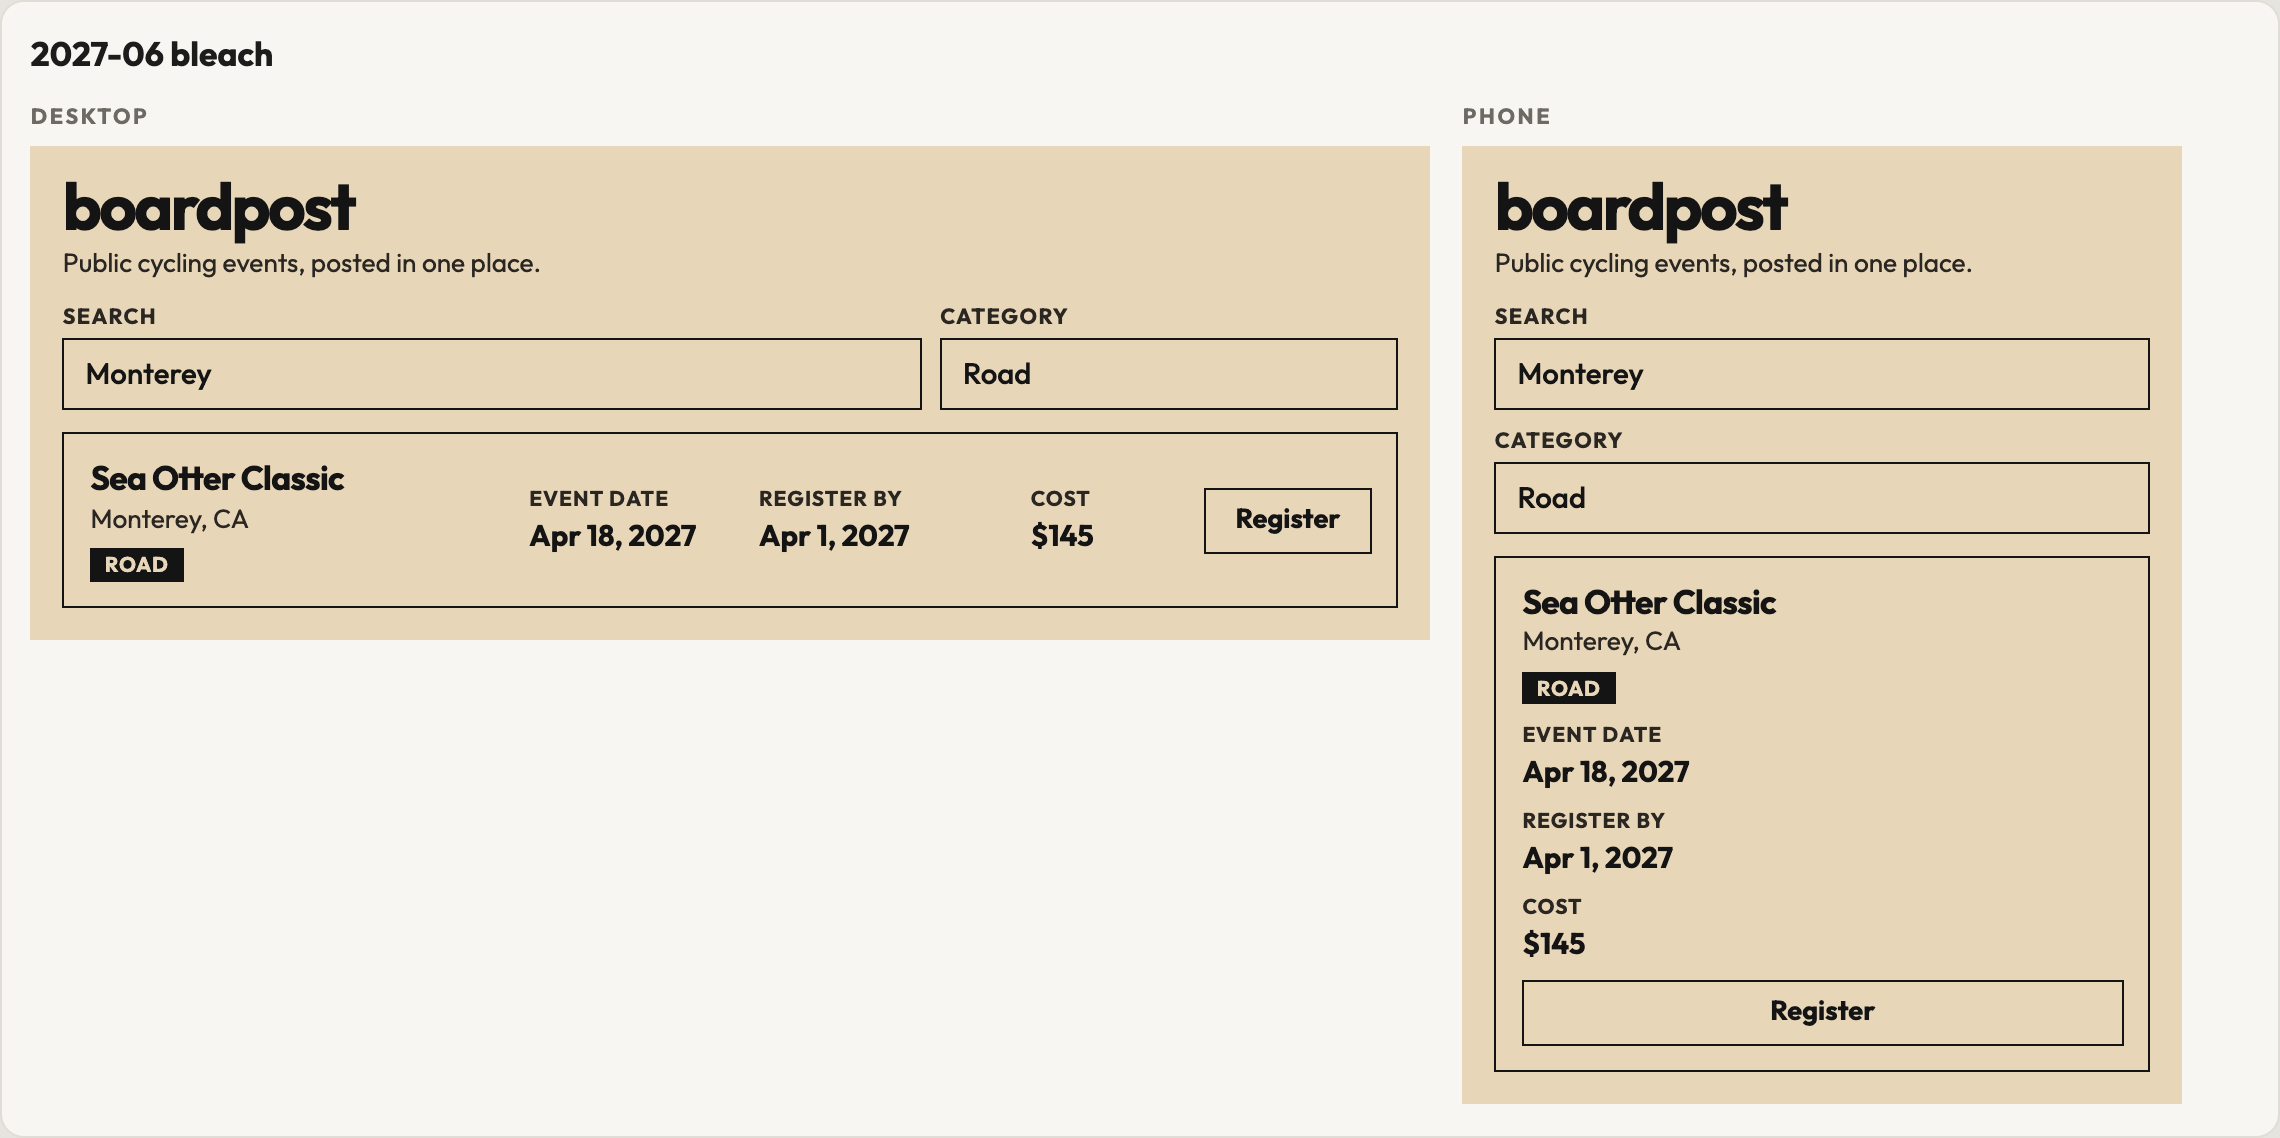 2027-06 bleach
DESKTOP
boardpost
Public cycling events, posted in one place.
SEARCH
CATEGORY
Monterey
Road
Sea Otter Classic
Monterey, CA
ROAD
EVENT DATE
Apr 18, 2027
REGISTER BY
Apr 1, 2027
COST
$145
Register
PHONE
boardpost
Public cycling events, posted in one place.
SEARCH
Monterey
CATEGORY
Road
Sea Otter Classic
Monterey, CA
ROAD
EVENT DATE
Apr 18, 2027
REGISTER BY
Apr 1, 2027
COST
$145
Register